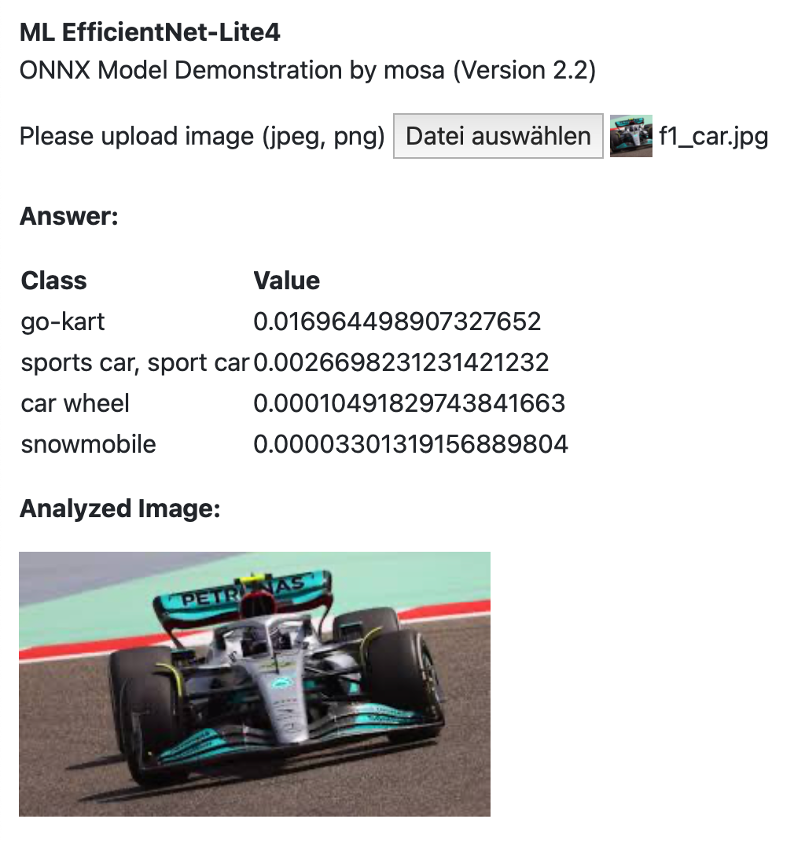 ML EfficientNet-Lite4
ONNX Model Demonstration by mosa (Version 2.2)
Please upload image (jpeg, png) Datei auswählen f1_car.jpg
Answer:
Class Value
go-kart 0.016964498907327652
sports car, sport car 0.0026698231231421232
car wheel 0.00010491829743841663
snowmobile 0.00003301319156889804
Analyzed Image:
PETRONAS